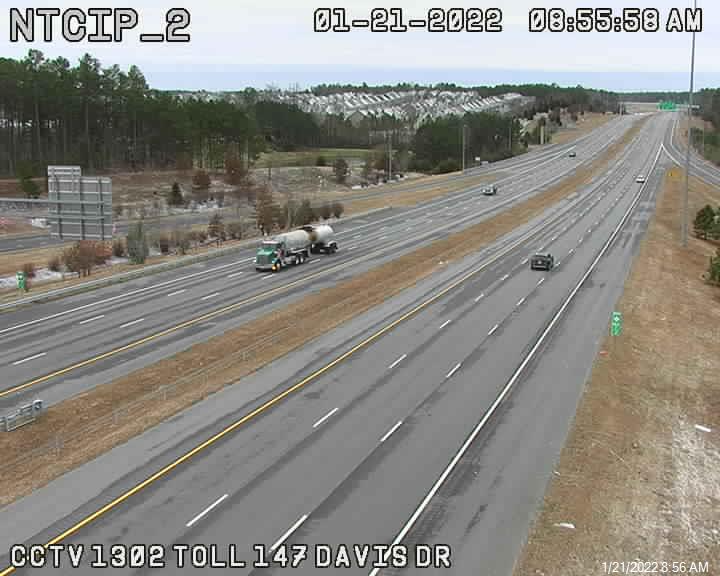 NTCIP_2 01-21-2022 08:55:58 AM
CCTV 1302 TOLL 147 DAVIS DR
1/21/2022 8:56 AM